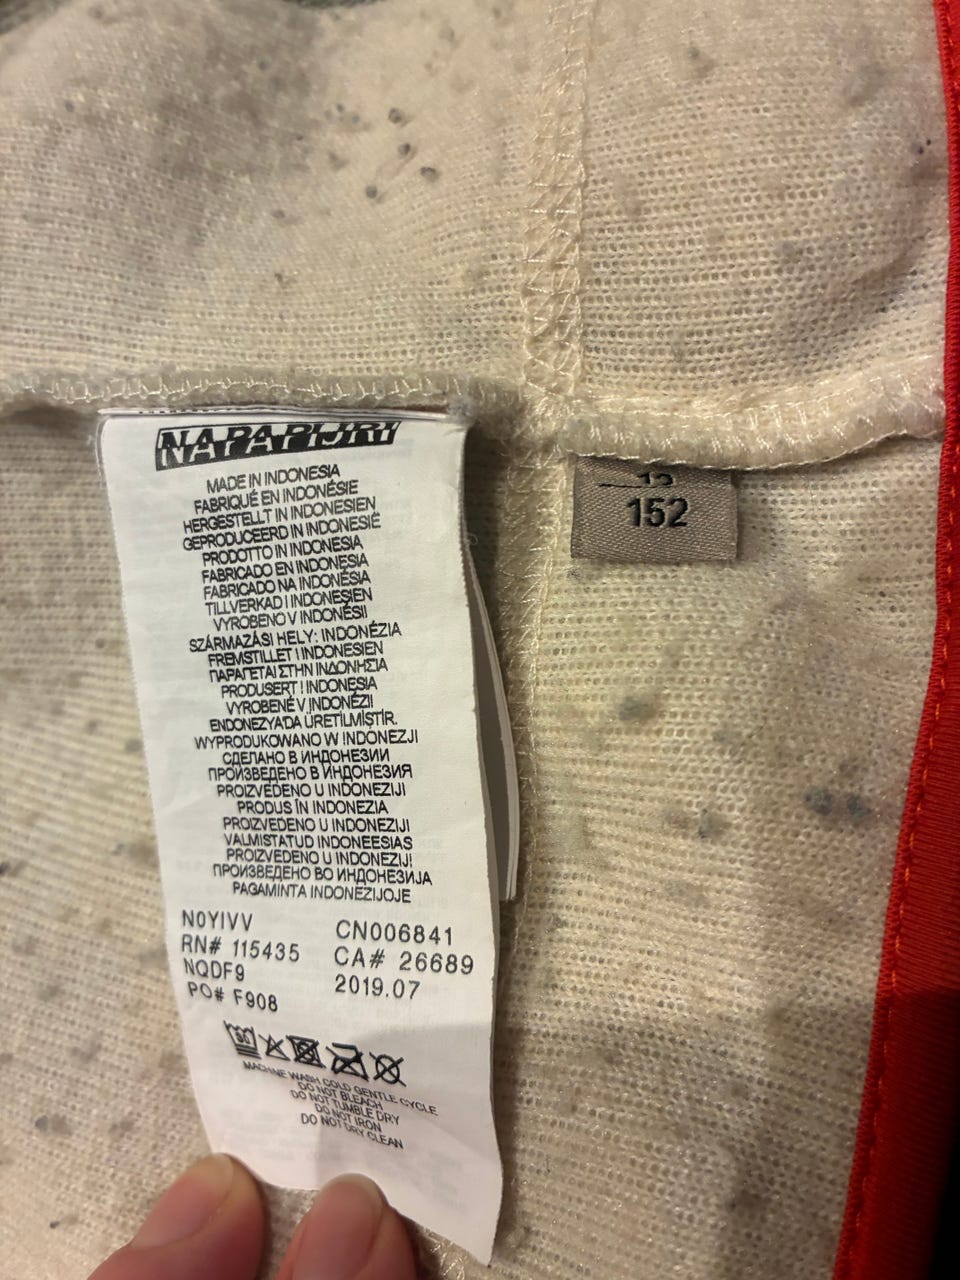 NAPAPIJRI
MADE IN INDONESIA
FABRIQUÉ EN INDONÉSIE
HERGESTELLT IN INDONESIEN
GEPRODUCEERD IN INDONESIË
PRODOTTO IN INDONESIA
FABRICADO EN INDONESIA
FABRICADO NA INDONÉSIA
TILLVERKAD I INDONESIEN
VYROBENO V INDONÉSII
SZÁRMAZÁSI HELY: INDONÉZIA
FREMSTILLET I INDONESIEN
ΠΑΡΑΓΕΤΑΙ ΣΤΗΝ ΙΝΔΟΝΗΣΙΑ
PRODUSERT I INDONESIA
VYROBENÉ V INDONÉZII
ENDONEZYA'DA ÜRETILMIŞTIR.
WYPRODUKOWANO W INDONEZJI
СДЕЛАНО В ИНДОНЕЗИИ
ПРОИЗВЕДЕНО В ИНДОНЕЗИЯ
PROIZVEDENO U INDONEZIJI
PRODUS ÎN INDONEZIA
PROIZVEDENO U INDONEZIJI
VALMISTATUD INDONEESIAS
PROIZVEDENO U INDONEZIJI
ПРОИЗВЕДЕНО ВО ИНДОНЕЗИЈА
PAGAMINTA INDONEZIJOJE
N0YIVV CN006841
RN# 115435 CA# 26689
NQDF9 2019.07
PO# F908
30
MACHINE WASH COLD GENTLE CYCLE
DO NOT BLEACH
DO NOT TUMBLE DRY
DO NOT IRON
DO NOT DRY CLEAN
152